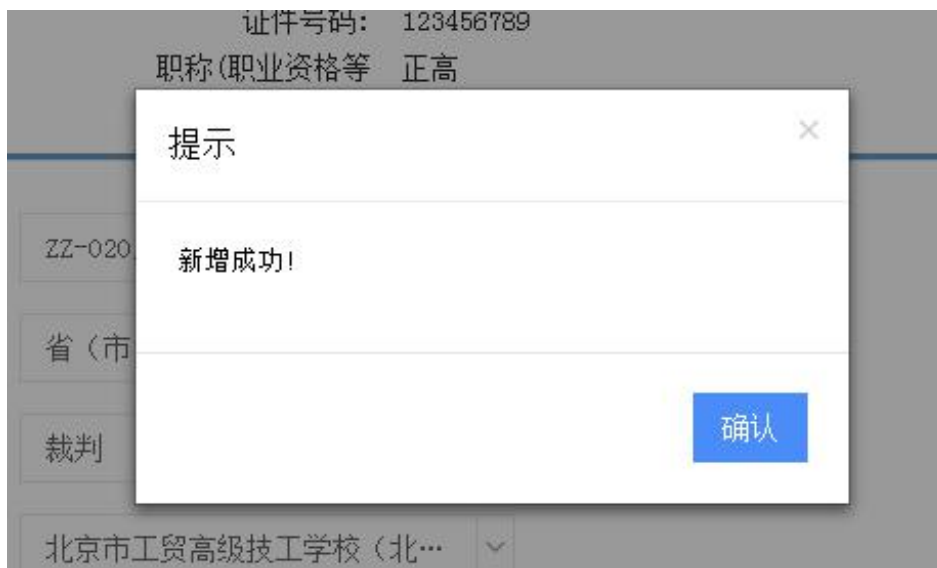 证件号码: 123456789
职称(职业资格等 正高
提示
×
ZZ-020
新增成功!
省（市
裁判
确认
北京市工贸高级技工学校（北…